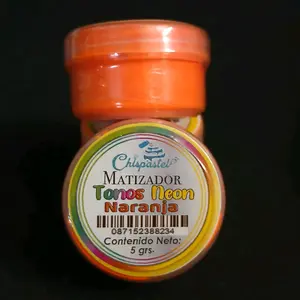 Chispastel
MATIZADOR
Tonos Neon
Naranja
087152388234
Contenido Neto:
5 grs.